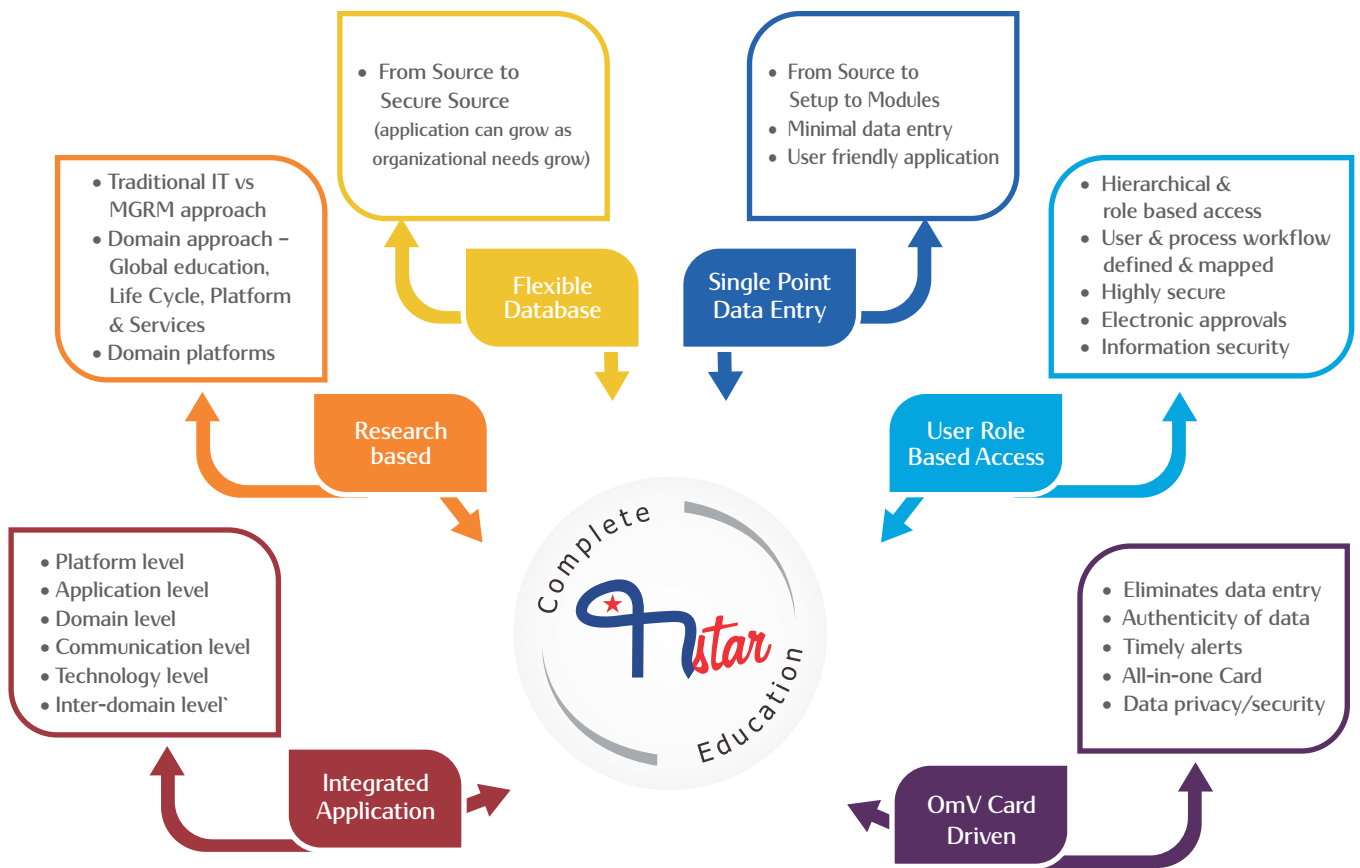 • From Source to
Secure Source
(application can grow as
organizational needs grow)
• From Source to
Setup to Modules
• Minimal data entry
• User friendly application
• Traditional IT vs
MGRM approach
• Domain approach –
Global education,
Life Cycle, Platform
& Services
• Domain platforms
• Hierarchical &
role based access
• User & process workflow
defined & mapped
• Highly secure
• Electronic approvals
• Information security
Flexible
Database
Single Point
Data Entry
Research
based
User Role
Based Access
• Platform level
• Application level
• Domain level
• Communication level
• Technology level
• Inter-domain level`
Complete
star
Education
• Eliminates data entry
• Authenticity of data
• Timely alerts
• All-in-one Card
• Data privacy/security
Integrated
Application
OmV Card
Driven